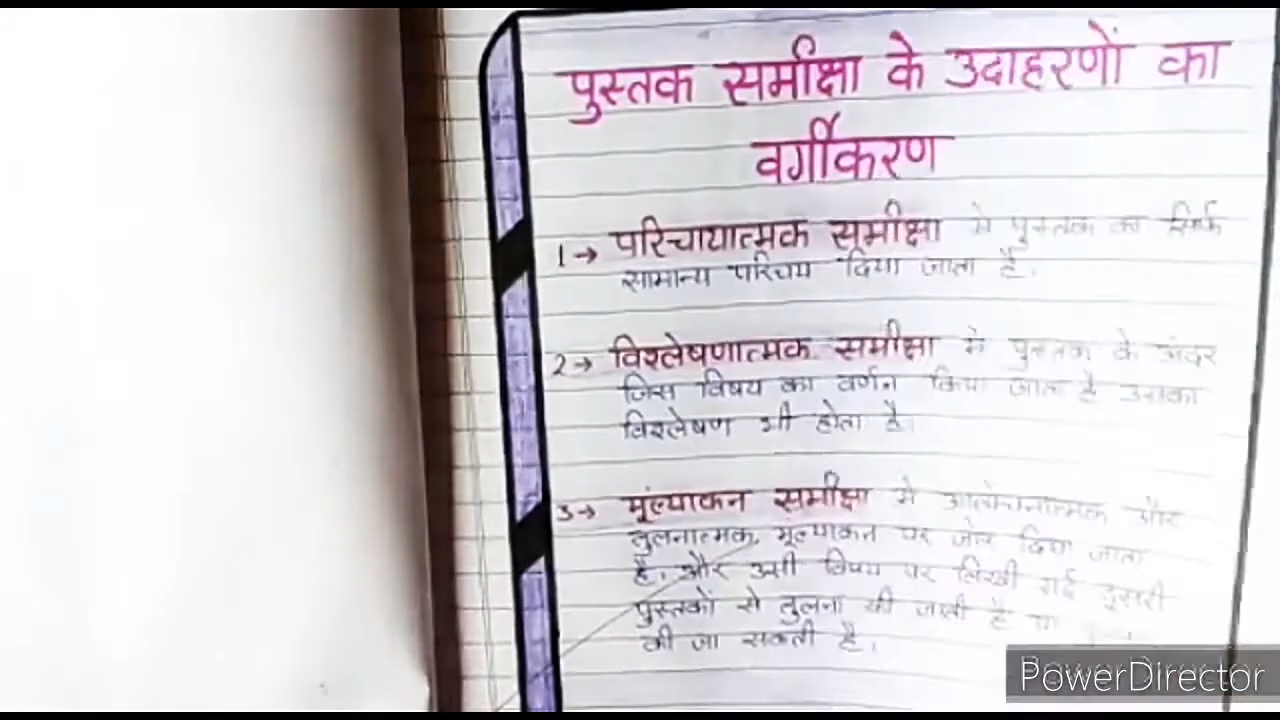 पुस्तक समीक्षा के उदाहरणों का
वर्गीकरण
1→ परिचायात्मक समीक्षा मे पुस्तक का सिर्फ
सामान्य परिचय दिया जाता है.
2→ विश्लेषणात्मक समीक्षा मे पुस्तक के अंदर
जिस विषय का वर्णन किया जाता है उसका
विश्लेषण भी होता है।
3→ मूंल्याकन समीक्षा मे आलोचनात्मक और
तुलनात्मक मूंल्याकन पर जोर दिया जाता
है. और उसी विषय पर लिखी गई दूसरी
पुस्तकों से तुलना की जाती है या
की जा सकती है.
PowerDirector